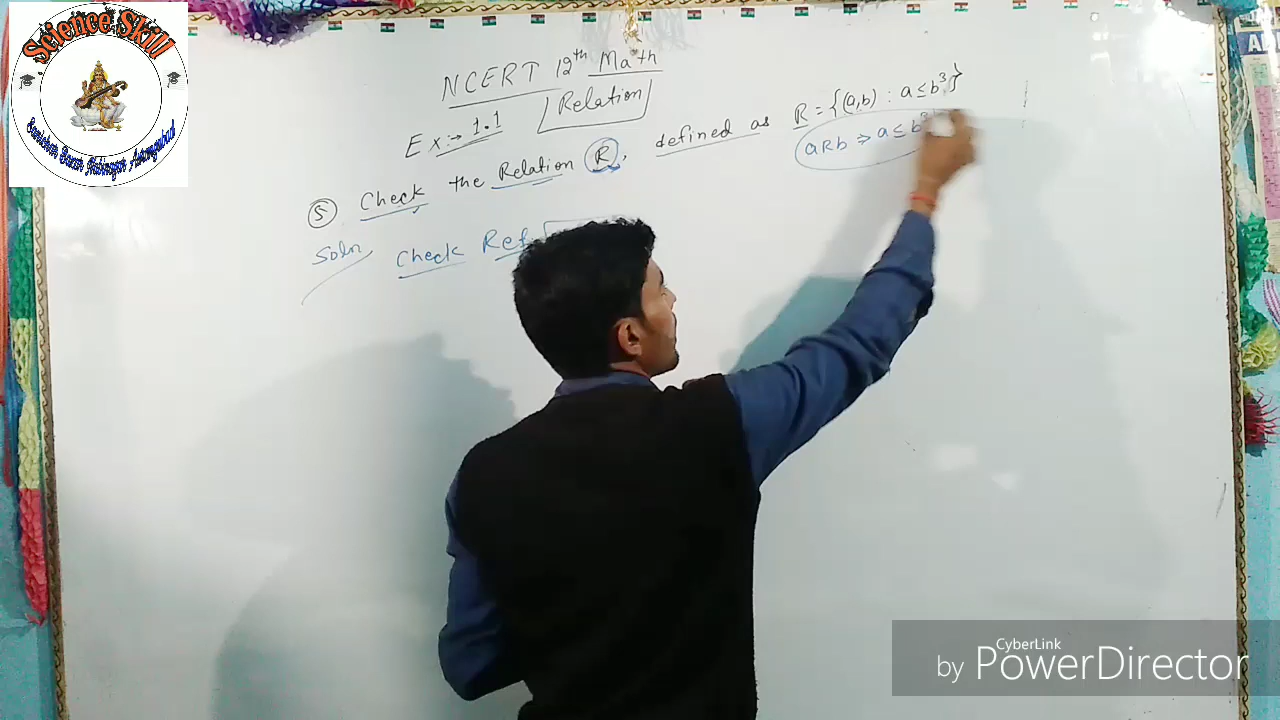 Science Skill
NCERT 12th Math
Ex:→ 1.1 Relation
⑤ Check the Relation R, defined as R = {(a,b) : a ≤ b³}
aRb ⇒ a ≤ b³
Soln Check Ref
CyberLink
by PowerDirector